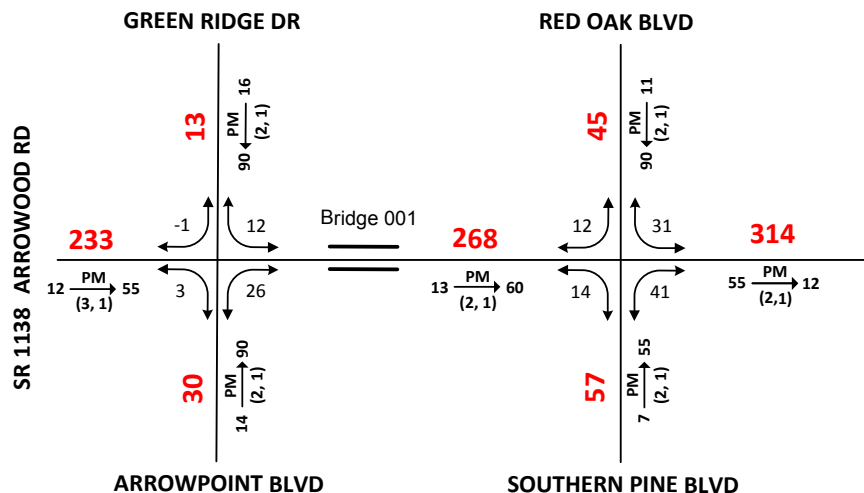 GREEN RIDGE DR
RED OAK BLVD
SR 1138 ARROWOOD RD
13
16
PM
(2, 1)
90
45
11
PM
(2, 1)
90
-1
12
Bridge 001
12
31
233
268
314
12 PM 55
(3, 1)
3
26
13 PM 60
(2, 1)
14
41
55 PM 12
(2,1)
30
90
PM
(2, 1)
14
57
55
PM
(2, 1)
7
ARROWPOINT BLVD
SOUTHERN PINE BLVD